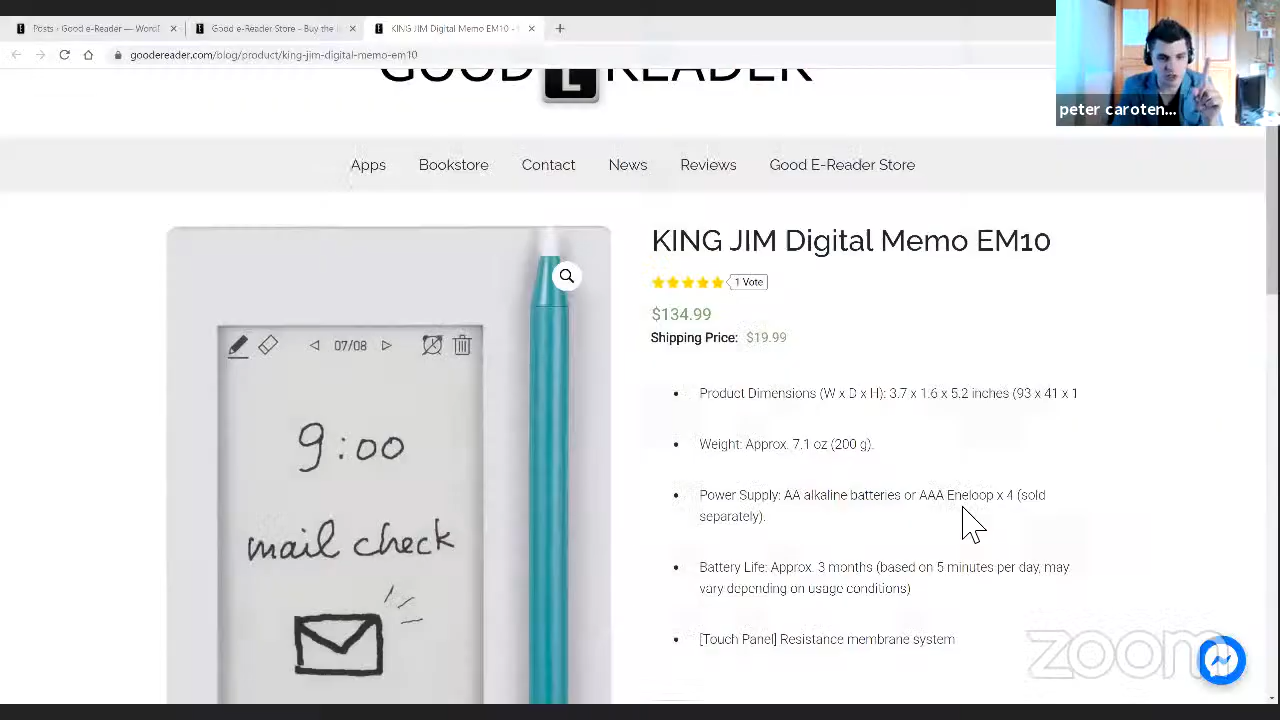 Posts ‹ Good e-Reader — WordP
Good e-Reader Store - Buy the l
KING JIM Digital Memo EM10 -
goodereader.com/blog/product/king-jim-digital-memo-em10
peter caroten...
GOOD E READER
Apps Bookstore Contact News Reviews Good E-Reader Store
KING JIM Digital Memo EM10
1 Vote
$134.99
Shipping Price: $19.99
07/08
9:00
mail check
Product Dimensions (W x D x H): 3.7 x 1.6 x 5.2 inches (93 x 41 x 1
Weight: Approx. 7.1 oz (200 g).
Power Supply: AA alkaline batteries or AAA Eneloop x 4 (sold
separately).
Battery Life: Approx. 3 months (based on 5 minutes per day, may
vary depending on usage conditions)
[Touch Panel] Resistance membrane system
zoom